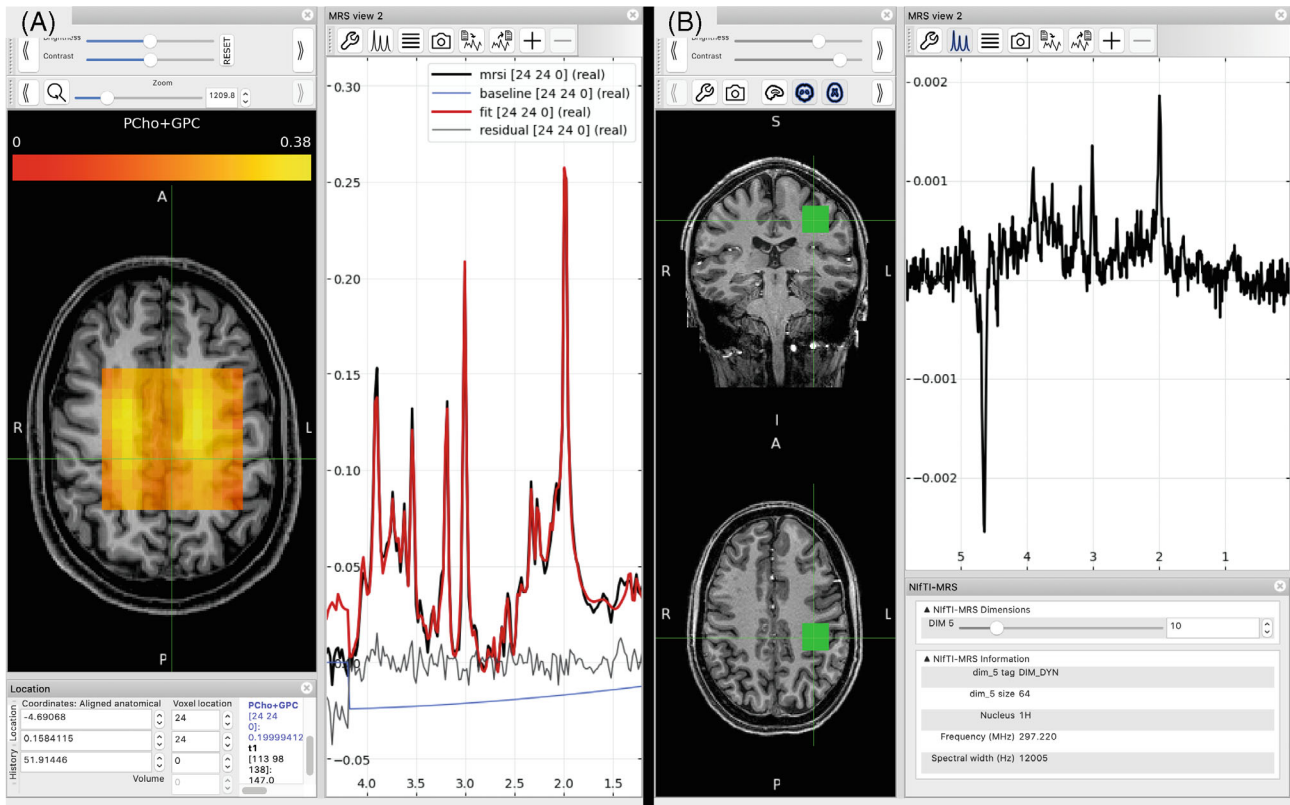 (A)
Brightness
Contrast
RESET
Zoom
1209.8
PCho+GPC
0 0.38
A
R L
P
Location
Coordinates: Aligned anatomical Voxel location
-4.69068 24
0.1584115 24
51.91446 0
Volume 0
History Location
PCho+GPC
[24 24
0]:
0.19999412
t1
[113 98
138]:
147.0
MRS view 2
mrsi [24 24 0] (real)
baseline [24 24 0] (real)
fit [24 24 0] (real)
residual [24 24 0] (real)
0.30
0.25
0.20
0.15
0.10
0.05
0.00
−0.05
4.0 3.5 3.0 2.5 2.0 1.5
(B)
Brightness
Contrast
S
R L
I
A
R L
P
MRS view 2
0.002
0.001
−0.001
−0.002
5 4 3 2 1
NIfTI-MRS
▲ NIfTI-MRS Dimensions
DIM 5 10
▲ NIfTI-MRS Information
dim_5 tag DIM_DYN
dim_5 size 64
Nucleus 1H
Frequency (MHz) 297.220
Spectral width (Hz) 12005